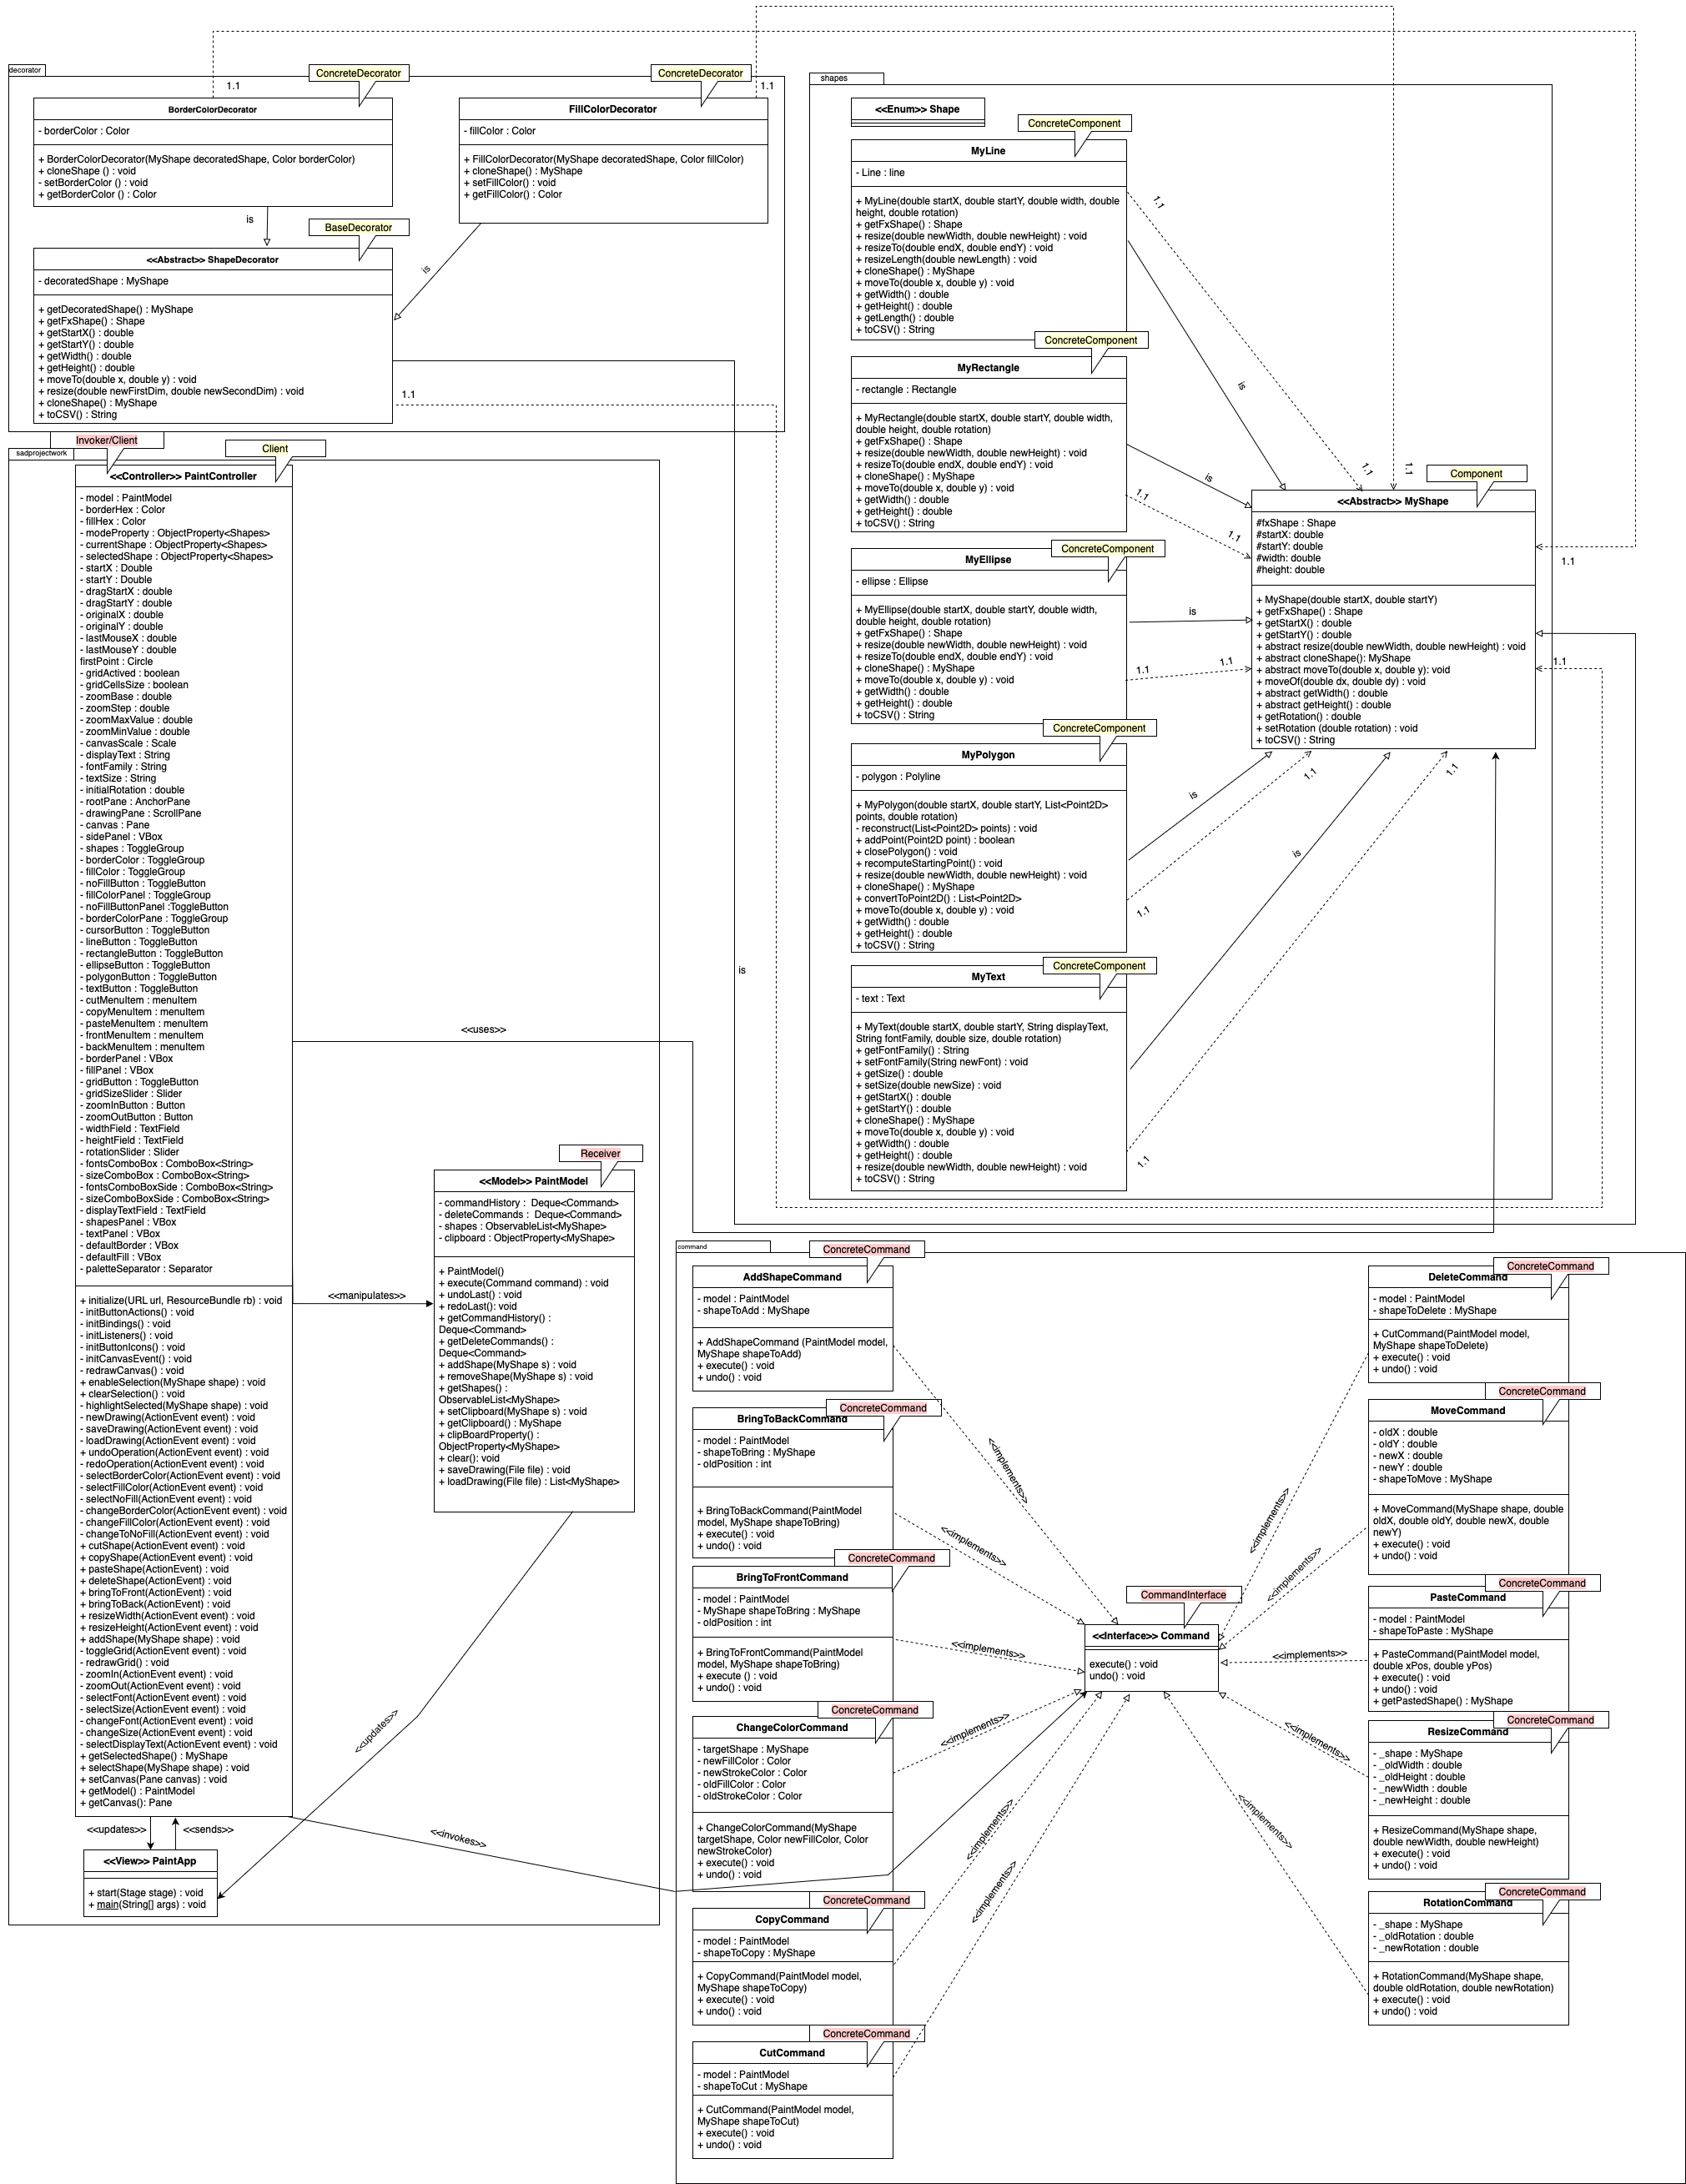 decorator
ConcreteDecorator
1.1
BorderColorDecorator
- borderColor : Color
+ BorderColorDecorator(MyShape decoratedShape, Color borderColor)
+ cloneShape () : void
- setBorderColor () : void
+ getBorderColor () : Color
ConcreteDecorator
1.1
FillColorDecorator
- fillColor : Color
+ FillColorDecorator(MyShape decoratedShape, Color fillColor)
+ cloneShape() : MyShape
+ setFillColor() : void
+ getFillColor() : Color
is
is
BaseDecorator
<<Abstract>> ShapeDecorator
- decoratedShape : MyShape
+ getDecoratedShape() : MyShape
+ getFxShape() : Shape
+ getStartX() : double
+ getStartY() : double
+ getWidth() : double
+ getHeight() : double
+ moveTo(double x, double y) : void
+ resize(double newFirstDim, double newSecondDim) : void
+ cloneShape() : MyShape
+ toCSV() : String
1.1
is
shapes
<<Enum>> Shape
ConcreteComponent
MyLine
- Line : line
+ MyLine(double startX, double startY, double width, double
height, double rotation)
+ getFxShape() : Shape
+ resize(double newWidth, double newHeight) : void
+ resizeTo(double endX, double endY) : void
+ resizeLength(double newLength) : void
+ cloneShape() : MyShape
+ moveTo(double x, double y) : void
+ getWidth() : double
+ getHeight() : double
+ getLength() : double
+ toCSV() : String
ConcreteComponent
MyRectangle
- rectangle : Rectangle
+ MyRectangle(double startX, double startY, double width,
double height, double rotation)
+ getFxShape() : Shape
+ resize(double newWidth, double newHeight) : void
+ resizeTo(double endX, double endY) : void
+ cloneShape() : MyShape
+ moveTo(double x, double y) : void
+ getWidth() : double
+ getHeight() : double
+ toCSV() : String
ConcreteComponent
MyEllipse
- ellipse : Ellipse
+ MyEllipse(double startX, double startY, double width,
double height, double rotation)
+ getFxShape() : Shape
+ resize(double newWidth, double newHeight) : void
+ resizeTo(double endX, double endY) : void
+ cloneShape() : MyShape
+ moveTo(double x, double y) : void
+ getWidth() : double
+ getHeight() : double
+ toCSV() : String
ConcreteComponent
MyPolygon
- polygon : Polyline
+ MyPolygon(double startX, double startY, List<Point2D>
points, double rotation)
- reconstruct(List<Point2D> points) : void
+ addPoint(Point2D point) : boolean
+ closePolygon() : void
+ recomputeStartingPoint() : void
+ resize(double newWidth, double newHeight) : void
+ cloneShape() : MyShape
+ convertToPoint2D() : List<Point2D>
+ moveTo(double x, double y) : void
+ getWidth() : double
+ getHeight() : double
+ toCSV() : String
ConcreteComponent
MyText
- text : Text
+ MyText(double startX, double startY, String displayText,
String fontFamily, double size, double rotation)
+ getFontFamily() : String
+ setFontFamily(String newFont) : void
+ getSize() : double
+ setSize(double newSize) : void
+ getStartX() : double
+ getStartY() : double
+ cloneShape() : MyShape
+ moveTo(double x, double y) : void
+ getWidth() : double
+ getHeight() : double
+ resize(double newWidth, double newHeight) : void
+ toCSV() : String
1.1
is
1.1
1.1
is
1.1
1.1
is
1.1
1.1
is
1.1
1.1
is
1.1
1.1
1.1
1.1
Component
<<Abstract>> MyShape
#fxShape : Shape
#startX: double
#startY: double
#width: double
#height: double
+ MyShape(double startX, double startY)
+ getFxShape() : Shape
+ getStartX() : double
+ getStartY() : double
+ abstract resize(double newWidth, double newHeight) : void
+ abstract cloneShape(): MyShape
+ abstract moveTo(double x, double y): void
+ moveOf(double dx, double dy) : void
+ abstract getWidth() : double
+ abstract getHeight() : double
+ getRotation() : double
+ setRotation (double rotation) : void
+ toCSV() : String
1.1
sadprojectwork
Invoker/Client
Client
<<Controller>> PaintController
- model : PaintModel
- borderHex : Color
- fillHex : Color
- modeProperty : ObjectProperty<Shapes>
- currentShape : ObjectProperty<Shapes>
- selectedShape : ObjectProperty<Shapes>
- startX : Double
- startY : Double
- dragStartX : double
- dragStartY : double
- originalX : double
- originalY : double
- lastMouseX : double
- lastMouseY : double
firstPoint : Circle
- gridActived : boolean
- gridCellsSize : boolean
- zoomBase : double
- zoomStep : double
- zoomMaxValue : double
- zoomMinValue : double
- canvasScale : Scale
- displayText : String
- fontFamily : String
- textSize : String
- initialRotation : double
- rootPane : AnchorPane
- drawingPane : ScrollPane
- canvas : Pane
- sidePanel : VBox
- shapes : ToggleGroup
- borderColor : ToggleGroup
- fillColor : ToggleGroup
- noFillButton : ToggleButton
- fillColorPanel : ToggleGroup
- noFillButtonPanel :ToggleButton
- borderColorPane : ToggleGroup
- cursorButton : ToggleButton
- lineButton : ToggleButton
- rectangleButton : ToggleButton
- ellipseButton : ToggleButton
- polygonButton : ToggleButton
- textButton : ToggleButton
- cutMenuItem : menuItem
- copyMenuItem : menuItem
- pasteMenuItem : menuItem
- frontMenuItem : menuItem
- backMenuItem : menuItem
- borderPanel : VBox
- fillPanel : VBox
- gridButton : ToggleButton
- gridSizeSlider : Slider
- zoomInButton : Button
- zoomOutButton : Button
- widthField : TextField
- heightField : TextField
- rotationSlider : Slider
- fontsComboBox : ComboBox<String>
- sizeComboBox : ComboBox<String>
- fontsComboBoxSide : ComboBox<String>
- sizeComboBoxSide : ComboBox<String>
- displayTextField : TextField
- shapesPanel : VBox
- textPanel : VBox
- defaultBorder : VBox
- defaultFill : VBox
- paletteSeparator : Separator
+ initialize(URL url, ResourceBundle rb) : void
- initButtonActions() : void
- initBindings() : void
- initListeners() : void
- initButtonIcons() : void
- initCanvasEvent() : void
- redrawCanvas() : void
+ enableSelection(MyShape shape) : void
+ clearSelection() : void
- highlightSelected(MyShape shape) : void
- newDrawing(ActionEvent event) : void
- saveDrawing(ActionEvent event) : void
- loadDrawing(ActionEvent event) : void
+ undoOperation(ActionEvent event) : void
- redoOperation(ActionEvent event) : void
- selectBorderColor(ActionEvent event) : void
- selectFillColor(ActionEvent event) : void
- selectNoFill(ActionEvent event) : void
- changeBorderColor(ActionEvent event) : void
- changeFillColor(ActionEvent event) : void
- changeToNoFill(ActionEvent event) : void
+ cutShape(ActionEvent event) : void
+ copyShape(ActionEvent event) : void
+ pasteShape(ActionEvent event) : void
+ deleteShape(ActionEvent) : void
+ bringToFront(ActionEvent) : void
+ bringToBack(ActionEvent) : void
+ resizeWidth(ActionEvent event) : void
+ resizeHeight(ActionEvent event) : void
+ addShape(MyShape shape) : void
- toggleGrid(ActionEvent event) : void
- redrawGrid() : void
- zoomIn(ActionEvent event) : void
- zoomOut(ActionEvent event) : void
- selectFont(ActionEvent event) : void
- selectSize(ActionEvent event) : void
- changeFont(ActionEvent event) : void
- changeSize(ActionEvent event) : void
- selectDisplayText(ActionEvent event) : void
+ getSelectedShape() : MyShape
+ selectShape(MyShape shape) : void
+ setCanvas(Pane canvas) : void
+ getModel() : PaintModel
+ getCanvas(): Pane
<<uses>>
<<manipulates>>
Receiver
<<Model>> PaintModel
- commandHistory : Deque<Command>
- deleteCommands : Deque<Command>
- shapes : ObservableList<MyShape>
- clipboard : ObjectProperty<MyShape>
+ PaintModel()
+ execute(Command command) : void
+ undoLast() : void
+ redoLast(): void
+ getCommandHistory() :
Deque<Command>
+ getDeleteCommands() :
Deque<Command>
+ addShape(MyShape s) : void
+ removeShape(MyShape s) : void
+ getShapes() :
ObservableList<MyShape>
+ setClipboard(MyShape s) : void
+ getClipboard() : MyShape
+ clipBoardProperty() :
ObjectProperty<MyShape>
+ clear(): void
+ saveDrawing(File file) : void
+ loadDrawing(File file) : List<MyShape>
<<updates>>
<<updates>>
<<sends>>
<<invokes>>
<<View>> PaintApp
+ start(Stage stage) : void
+ main(String[] args) : void
command
ConcreteCommand
AddShapeCommand
- model : PaintModel
- shapeToAdd : MyShape
+ AddShapeCommand (PaintModel model,
MyShape shapeToAdd)
+ execute() : void
+ undo() : void
ConcreteCommand
BringToBackCommand
- model : PaintModel
- shapeToBring : MyShape
- oldPosition : int
+ BringToBackCommand(PaintModel
model, MyShape shapeToBring)
+ execute() : void
+ undo() : void
ConcreteCommand
BringToFrontCommand
- model : PaintModel
- MyShape shapeToBring : MyShape
- oldPosition : int
+ BringToFrontCommand(PaintModel
model, MyShape shapeToBring)
+ execute () : void
+ undo() : void
ConcreteCommand
ChangeColorCommand
- targetShape : MyShape
- newFillColor : Color
- newStrokeColor : Color
- oldFillColor : Color
- oldStrokeColor : Color
+ ChangeColorCommand(MyShape
targetShape, Color newFillColor, Color
newStrokeColor)
+ execute() : void
+ undo() : void
ConcreteCommand
CopyCommand
- model : PaintModel
- shapeToCopy : MyShape
+ CopyCommand(PaintModel model,
MyShape shapeToCopy)
+ execute() : void
+ undo() : void
ConcreteCommand
CutCommand
- model : PaintModel
- shapeToCut : MyShape
+ CutCommand(PaintModel model,
MyShape shapeToCut)
+ execute() : void
+ undo() : void
<<implements>>
<<implements>>
<<implements>>
<<implements>>
<<implements>>
<<implements>>
CommandInterface
<<Interface>> Command
execute() : void
undo() : void
<<implements>>
<<implements>>
<<implements>>
<<implements>>
<<implements>>
ConcreteCommand
DeleteCommand
- model : PaintModel
- shapeToDelete : MyShape
+ CutCommand(PaintModel model,
MyShape shapeToDelete)
+ execute() : void
+ undo() : void
ConcreteCommand
MoveCommand
- oldX : double
- oldY : double
- newX : double
- newY : double
- shapeToMove : MyShape
+ MoveCommand(MyShape shape, double
oldX, double oldY, double newX, double
newY)
+ execute() : void
+ undo() : void
ConcreteCommand
PasteCommand
- model : PaintModel
- shapeToPaste : MyShape
+ PasteCommand(PaintModel model,
double xPos, double yPos)
+ execute() : void
+ undo() : void
+ getPastedShape() : MyShape
ConcreteCommand
ResizeCommand
- _shape : MyShape
- _oldWidth : double
- _oldHeight : double
- _newWidth : double
- _newHeight : double
+ ResizeCommand(MyShape shape,
double newWidth, double newHeight)
+ execute() : void
+ undo() : void
ConcreteCommand
RotationCommand
- _shape : MyShape
- _oldRotation : double
- _newRotation : double
+ RotationCommand(MyShape shape,
double oldRotation, double newRotation)
+ execute() : void
+ undo() : void